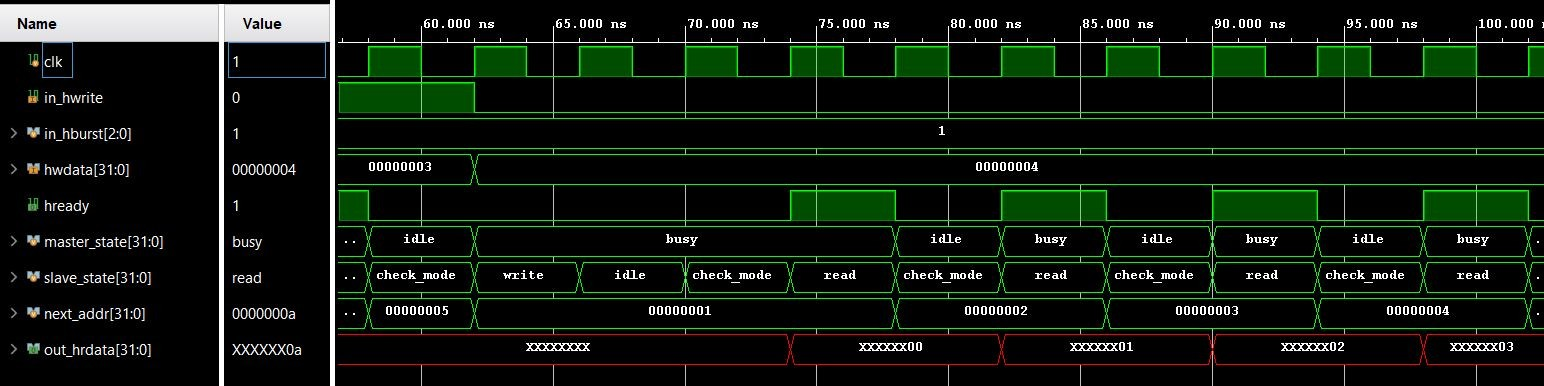 Name Value 60.000 ns 65.000 ns 70.000 ns 75.000 ns 80.000 ns 85.000 ns 90.000 ns 95.000 ns 100.000
clk 1
in_hwrite 0
in_hburst[2:0] 1 1
hwdata[31:0] 00000004 00000003 00000004
hready 1
master_state[31:0] busy .. idle busy idle busy idle busy idle busy .
slave_state[31:0] read .. check_mode write idle check_mode read check_mode read check_mode read check_mode read .
next_addr[31:0] 0000000a .. 00000005 00000001 00000002 00000003 00000004 .
out_hrdata[31:0] XXXXXX0a XXXXXXXX XXXXXX00 XXXXXX01 XXXXXX02 XXXXXX03